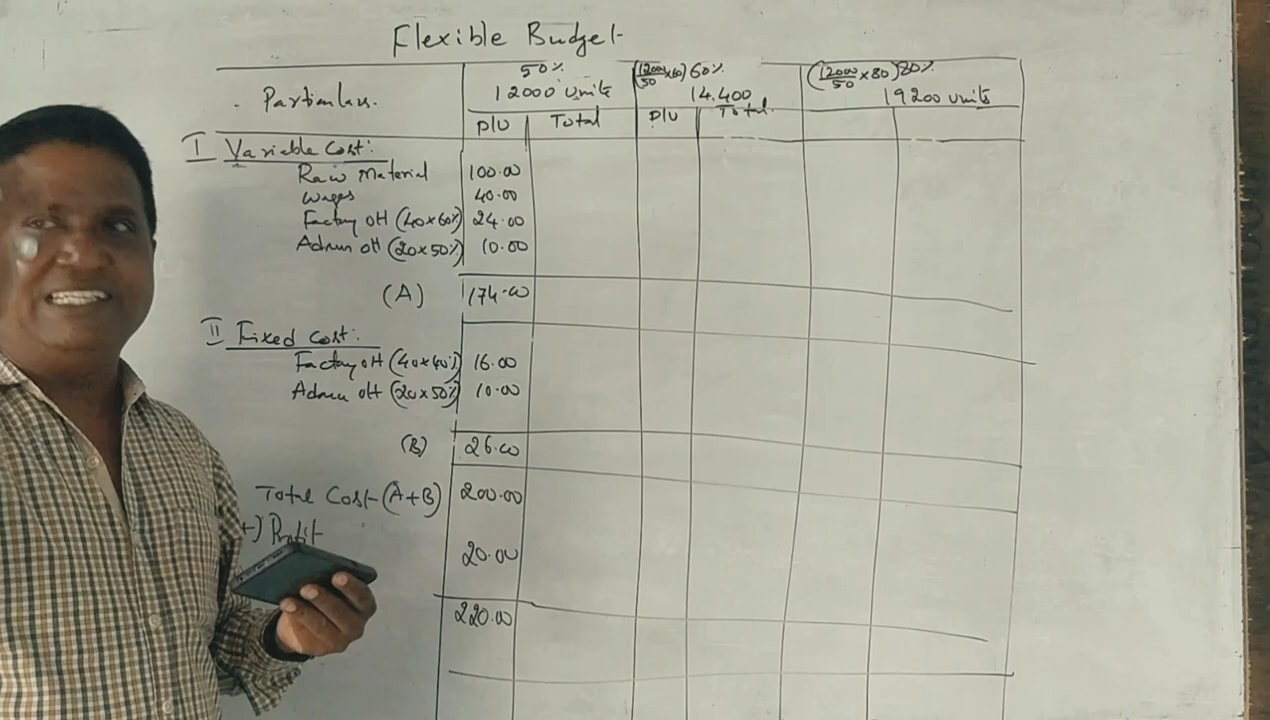 Flexible Budget
Particulars. 50% (12000/50 x60) 60% (12000/50 x 80) 80%
12000 units 14.400 19200 units
P/U Total P/U Total
I Variable Cost:
Raw Material 100.00
Wages 40.00
Factory OH (40x60%) 24.00
Admn OH (20x50%) 10.00
(A) 174.00
II Fixed Cost:
Factory OH (40x40%) 16.00
Admn OH (20x50%) 10.00
(B) 26.00
Total Cost (A+B) 200.00
+) Profit
20.00
220.00